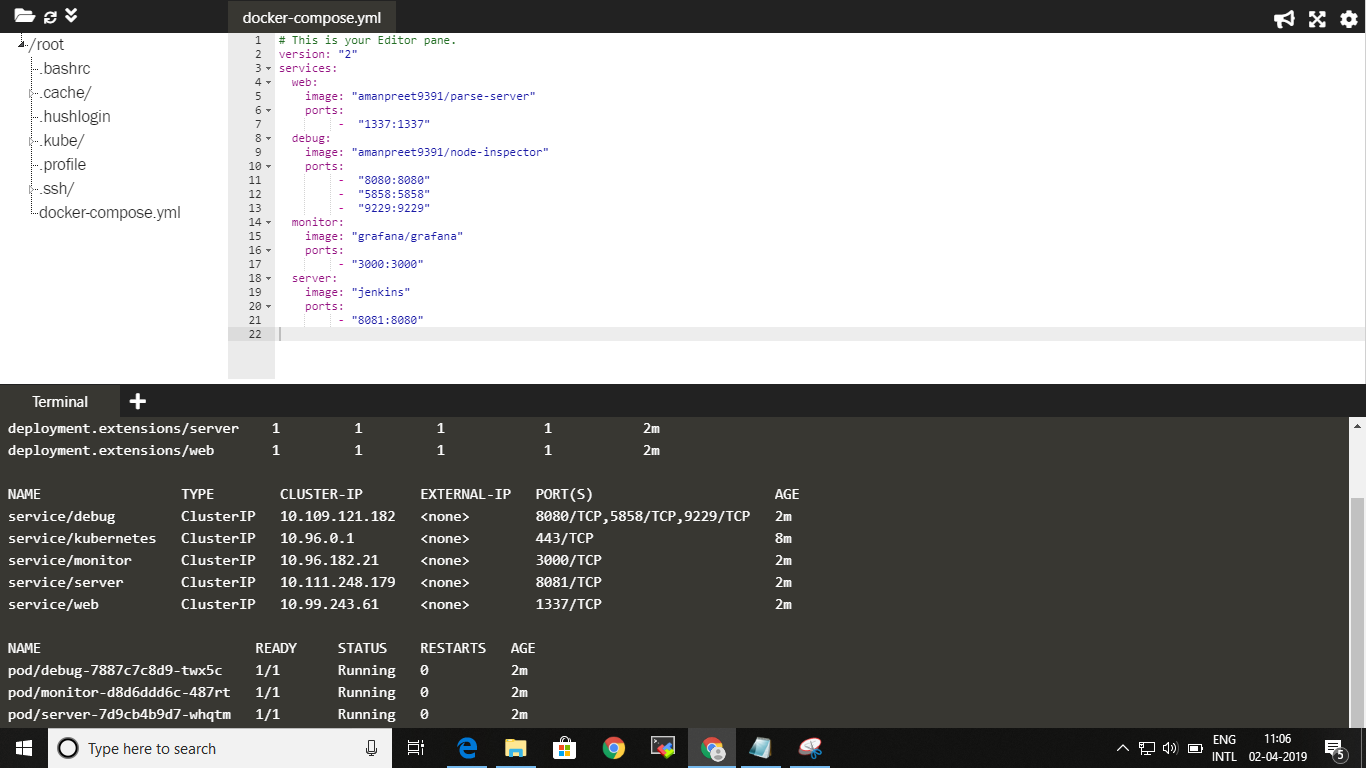 docker-compose.yml
/root
.bashrc
.cache/
.hushlogin
.kube/
.profile
.ssh/
docker-compose.yml
1 # This is your Editor pane.
2 version: "2"
3 services:
4 web:
5 image: "amanpreet9391/parse-server"
6 ports:
7 - "1337:1337"
8 debug:
9 image: "amanpreet9391/node-inspector"
10 ports:
11 - "8080:8080"
12 - "5858:5858"
13 - "9229:9229"
14 monitor:
15 image: "grafana/grafana"
16 ports:
17 - "3000:3000"
18 server:
19 image: "jenkins"
20 ports:
21 - "8081:8080"
22
Terminal
deployment.extensions/server 1 1 1 1 2m
deployment.extensions/web 1 1 1 1 2m
NAME TYPE CLUSTER-IP EXTERNAL-IP PORT(S) AGE
service/debug ClusterIP 10.109.121.182 <none> 8080/TCP,5858/TCP,9229/TCP 2m
service/kubernetes ClusterIP 10.96.0.1 <none> 443/TCP 8m
service/monitor ClusterIP 10.96.182.21 <none> 3000/TCP 2m
service/server ClusterIP 10.111.248.179 <none> 8081/TCP 2m
service/web ClusterIP 10.99.243.61 <none> 1337/TCP 2m
NAME READY STATUS RESTARTS AGE
pod/debug-7887c7c8d9-twx5c 1/1 Running 0 2m
pod/monitor-d8d6ddd6c-487rt 1/1 Running 0 2m
pod/server-7d9cb4b9d7-whqtm 1/1 Running 0 2m
Type here to search
ENG
INTL
11:06
02-04-2019
5